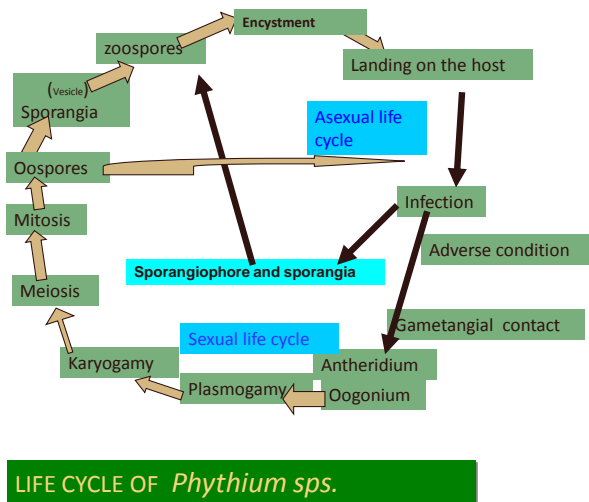 Encystment
zoospores
Landing on the host
(Vesicle)
Sporangia
Asexual life
cycle
Oospores
Infection
Mitosis
Adverse condition
Sporangiophore and sporangia
Meiosis
Gametangial contact
Sexual life cycle
Karyogamy
Antheridium
Plasmogamy
Oogonium
LIFE CYCLE OF Phythium sps.